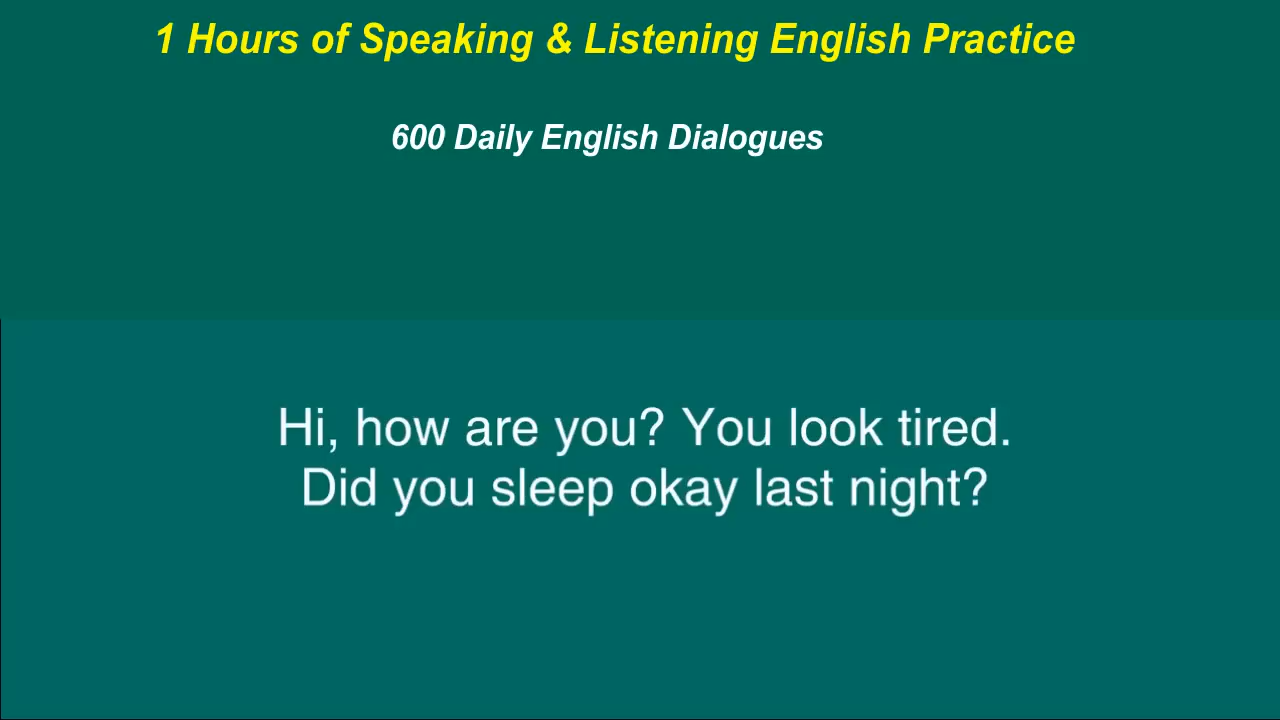 1 Hours of Speaking & Listening English Practice
600 Daily English Dialogues
Hi, how are you? You look tired.
Did you sleep okay last night?